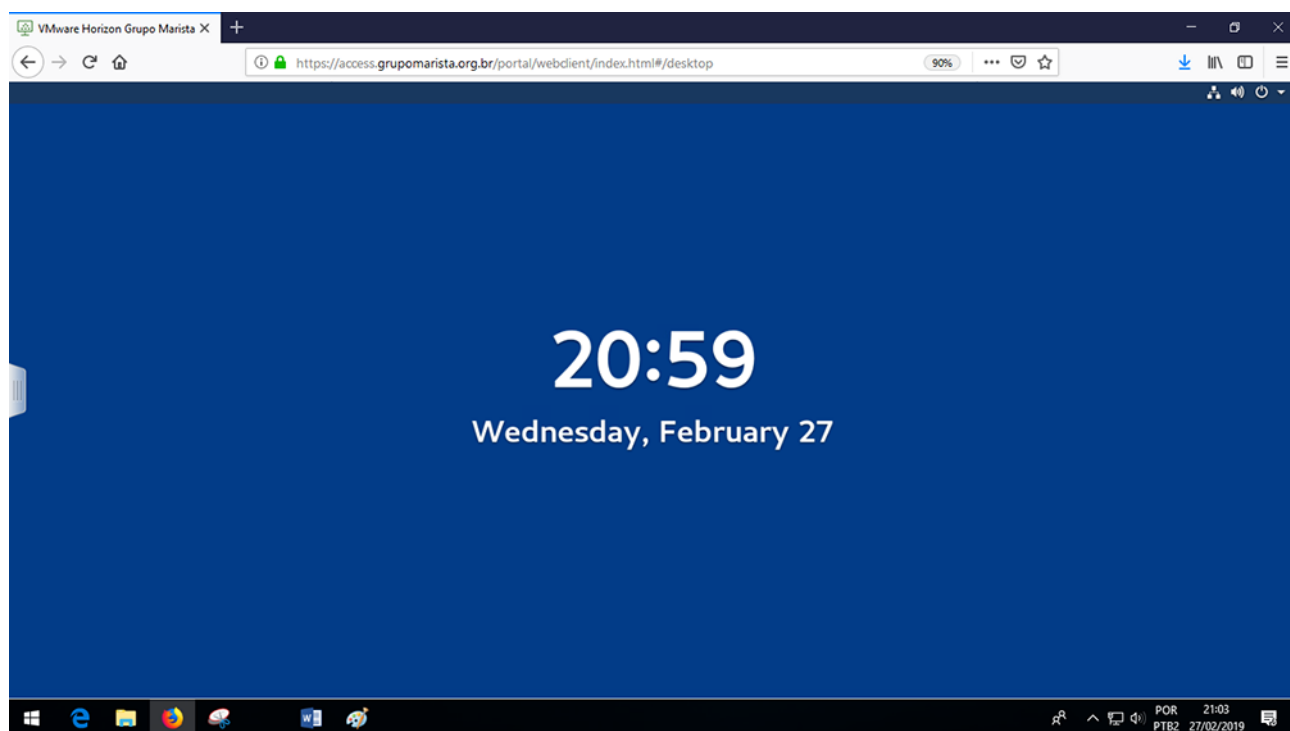 VMware Horizon Grupo Marista
https://access.grupomarista.org.br/portal/webclient/index.html#/desktop
90%
20:59
Wednesday, February 27
POR 21:03
PTB2 27/02/2019